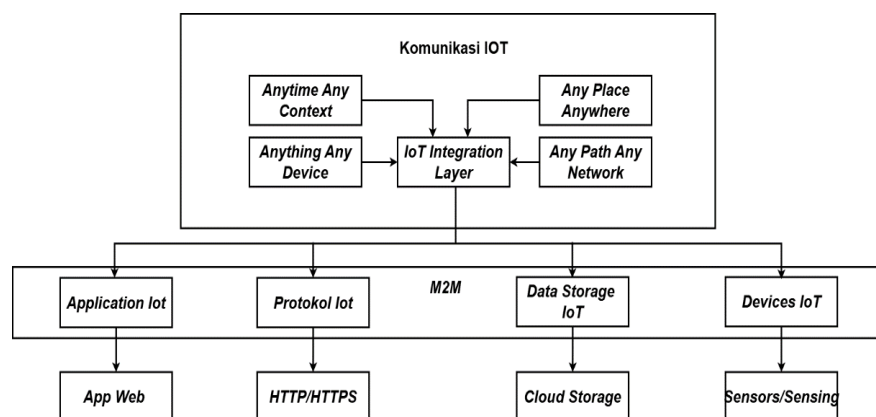 Komunikasi IOT
Anytime Any
Context
Any Place
Anywhere
Anything Any
Device
IoT Integration
Layer
Any Path Any
Network
M2M
Application Iot
Protokol Iot
Data Storage
IoT
Devices IoT
App Web
HTTP/HTTPS
Cloud Storage
Sensors/Sensing